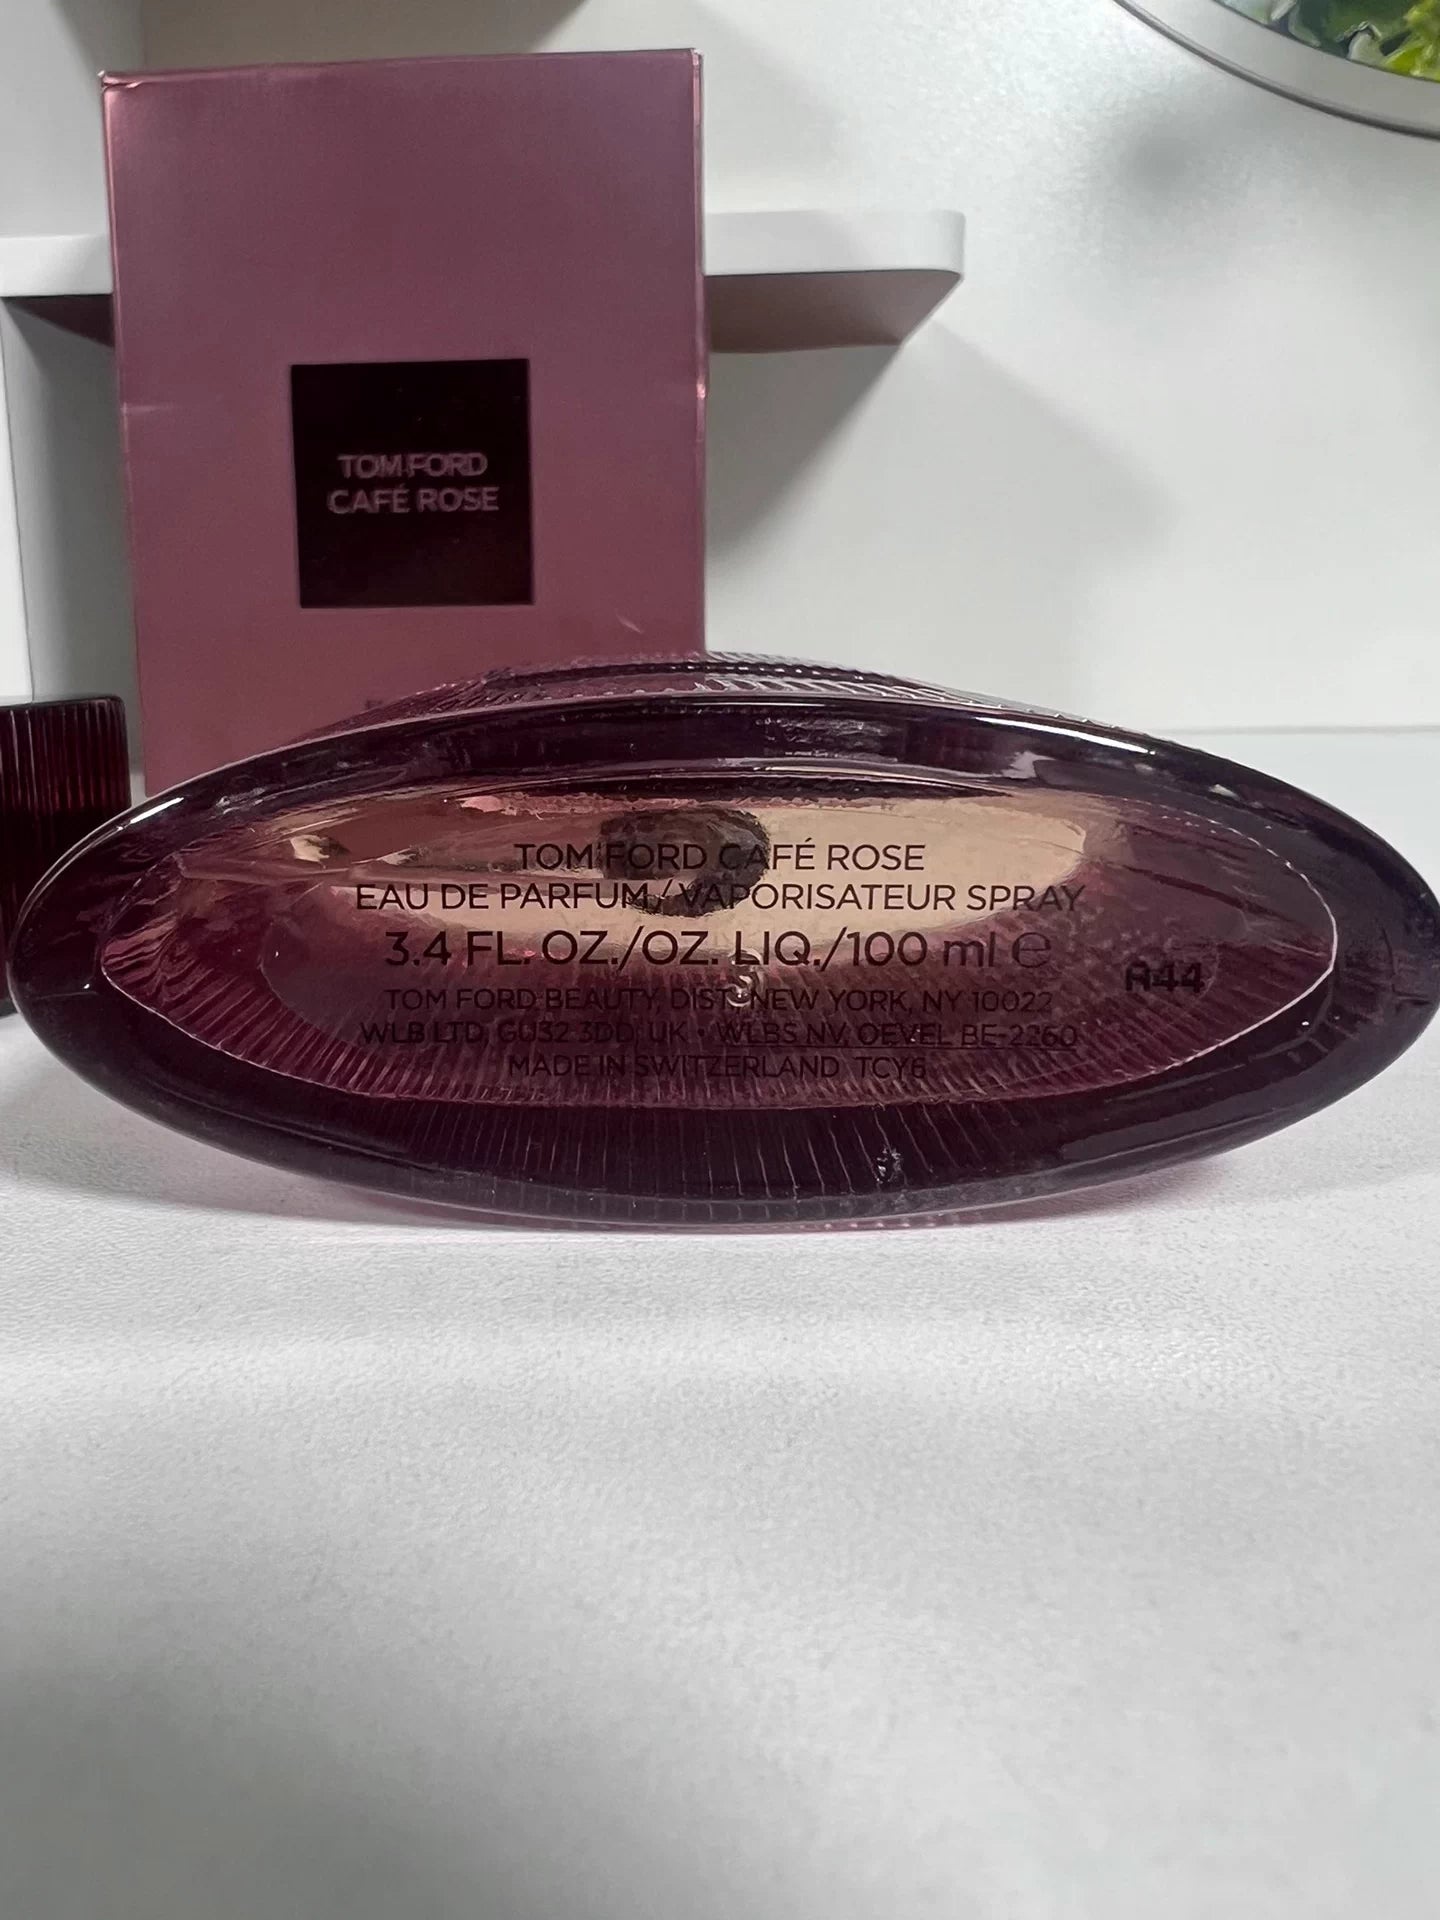 TOM FORD
CAFÉ ROSE
TOM FORD CAFÉ ROSE
EAU DE PARFUM / VAPORISATEUR SPRAY
3.4 FL. OZ./OZ. LIQ./100 ml ℮
S
TOM FORD BEAUTY, DIST. NEW YORK, NY 10022
WLB LTD, GU32 3DD, UK • WLBS NV, OEVEL BE-2260
MADE IN SWITZERLAND TCY6
A44